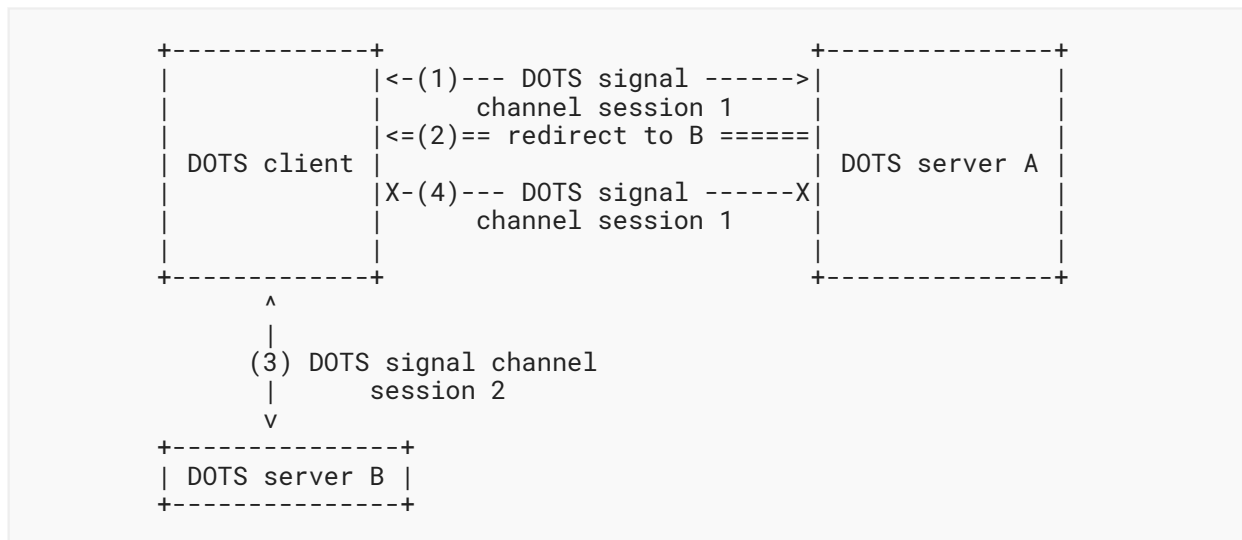 <-(1)--- DOTS signal ------>
channel session 1
<=(2)== redirect to B ======
DOTS client
DOTS server A
X-(4)--- DOTS signal ------X
channel session 1
(3) DOTS signal channel
session 2
DOTS server B